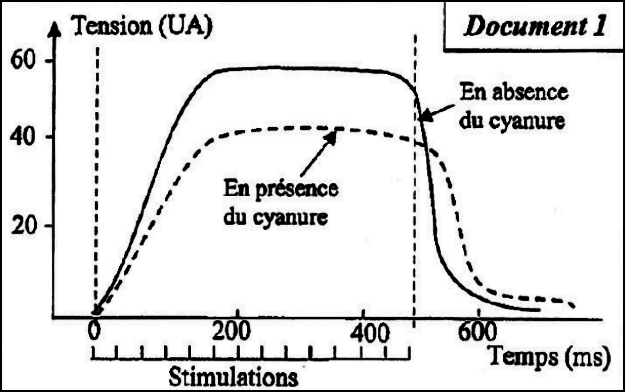 Tension (UA)
Document 1
60
40
20
En absence
du cyanure
En présence
du cyanure
0
200
400
600
Temps (ms)
Stimulations